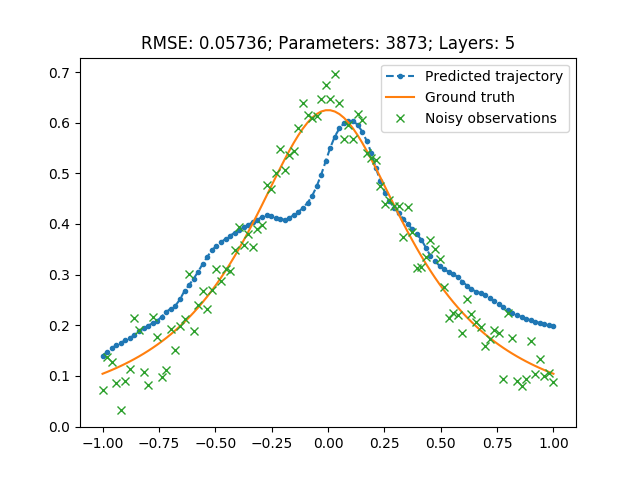 RMSE: 0.05736; Parameters: 3873; Layers: 5
0.7
0.6
0.5
0.4
0.3
0.2
0.1
0.0
Predicted trajectory
Ground truth
Noisy observations
−1.00 −0.75 −0.50 −0.25 0.00 0.25 0.50 0.75 1.00